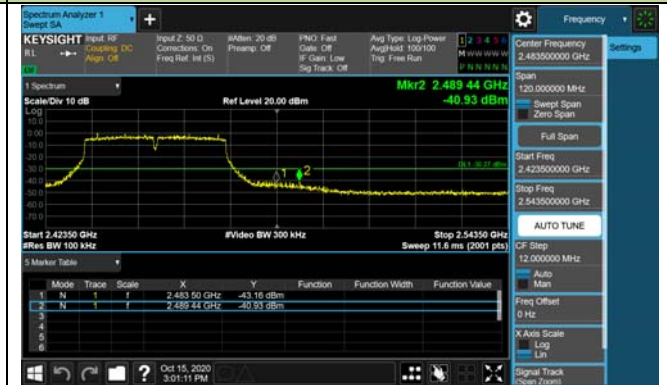 Spectrum Analyzer 1
Swept SA
+
Frequency
KEYSIGHT Input: RF
RL
Coupling: DC
Align: Off
Input Z: 50 Ω
Corrections: On
Freq Ref: Int (S)
#Atten: 20 dB
Preamp: Off
PNO: Fast
Gate: Off
IF Gain: Low
Sig Track: Off
Avg Type: Log-Power
Avg|Hold: 100/100
Trig: Free Run
1 2 3 4 5 6
M W W W W W
P N N N N N
1 Spectrum
Mkr2 2.489 44 GHz
Scale/Div 10 dB
Ref Level 20.00 dBm
-40.93 dBm
Log
10.0
0.00
-10.0
-20.0
-30.0
-40.0
-50.0
-60.0
-70.0
DL1 -30.27 dBm
1
2
Start 2.42350 GHz
#Video BW 300 kHz
Stop 2.54350 GHz
#Res BW 100 kHz
Sweep 11.6 ms (2001 pts)
5 Marker Table
Mode Trace Scale X Y Function Function Width Function Value
1 N 1 f 2.483 50 GHz -43.16 dBm
2 N 1 f 2.489 44 GHz -40.93 dBm
3
4
5
6
Center Frequency
2.483500000 GHz
Settings
Span
120.000000 MHz
Swept Span
Zero Span
Full Span
Start Freq
2.423500000 GHz
Stop Freq
2.543500000 GHz
AUTO TUNE
CF Step
12.000000 MHz
Auto
Man
Freq Offset
0 Hz
X Axis Scale
Log
Lin
Signal Track
(Span Zoom)
?
Oct 15, 2020
3:01:11 PM